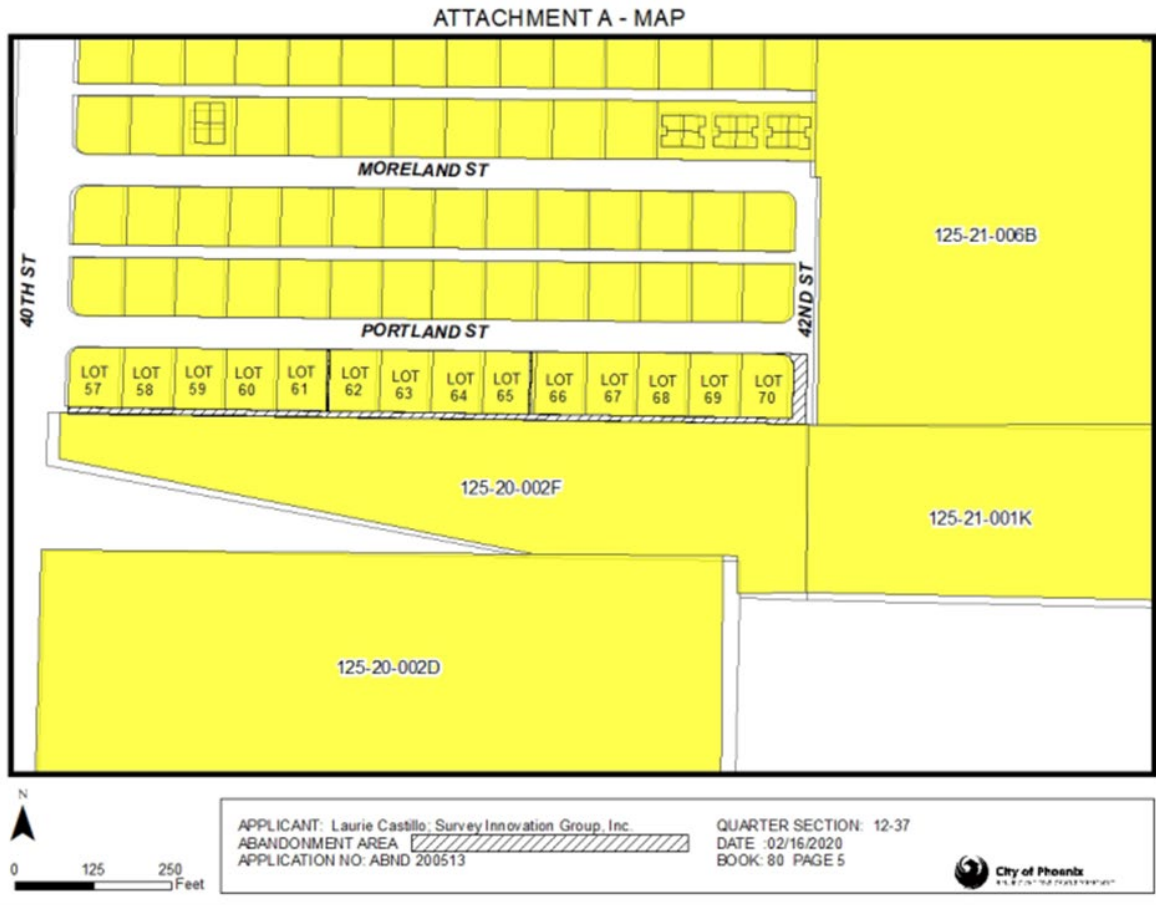 ATTACHMENT A - MAP
MORELAND ST
125-21-006B
40TH ST
42ND ST
PORTLAND ST
LOT 57
LOT 58
LOT 59
LOT 60
LOT 61
LOT 62
LOT 63
LOT 64
LOT 65
LOT 66
LOT 67
LOT 68
LOT 69
LOT 70
125-20-002F
125-21-001K
125-20-002D
N
0 125 250
Feet
APPLICANT: Laurie Castillo; Survey Innovation Group, Inc.
ABANDONMENT AREA
APPLICATION NO: ABND 200513
QUARTER SECTION: 12-37
DATE :02/16/2020
BOOK: 80 PAGE 5
City of Phoenix